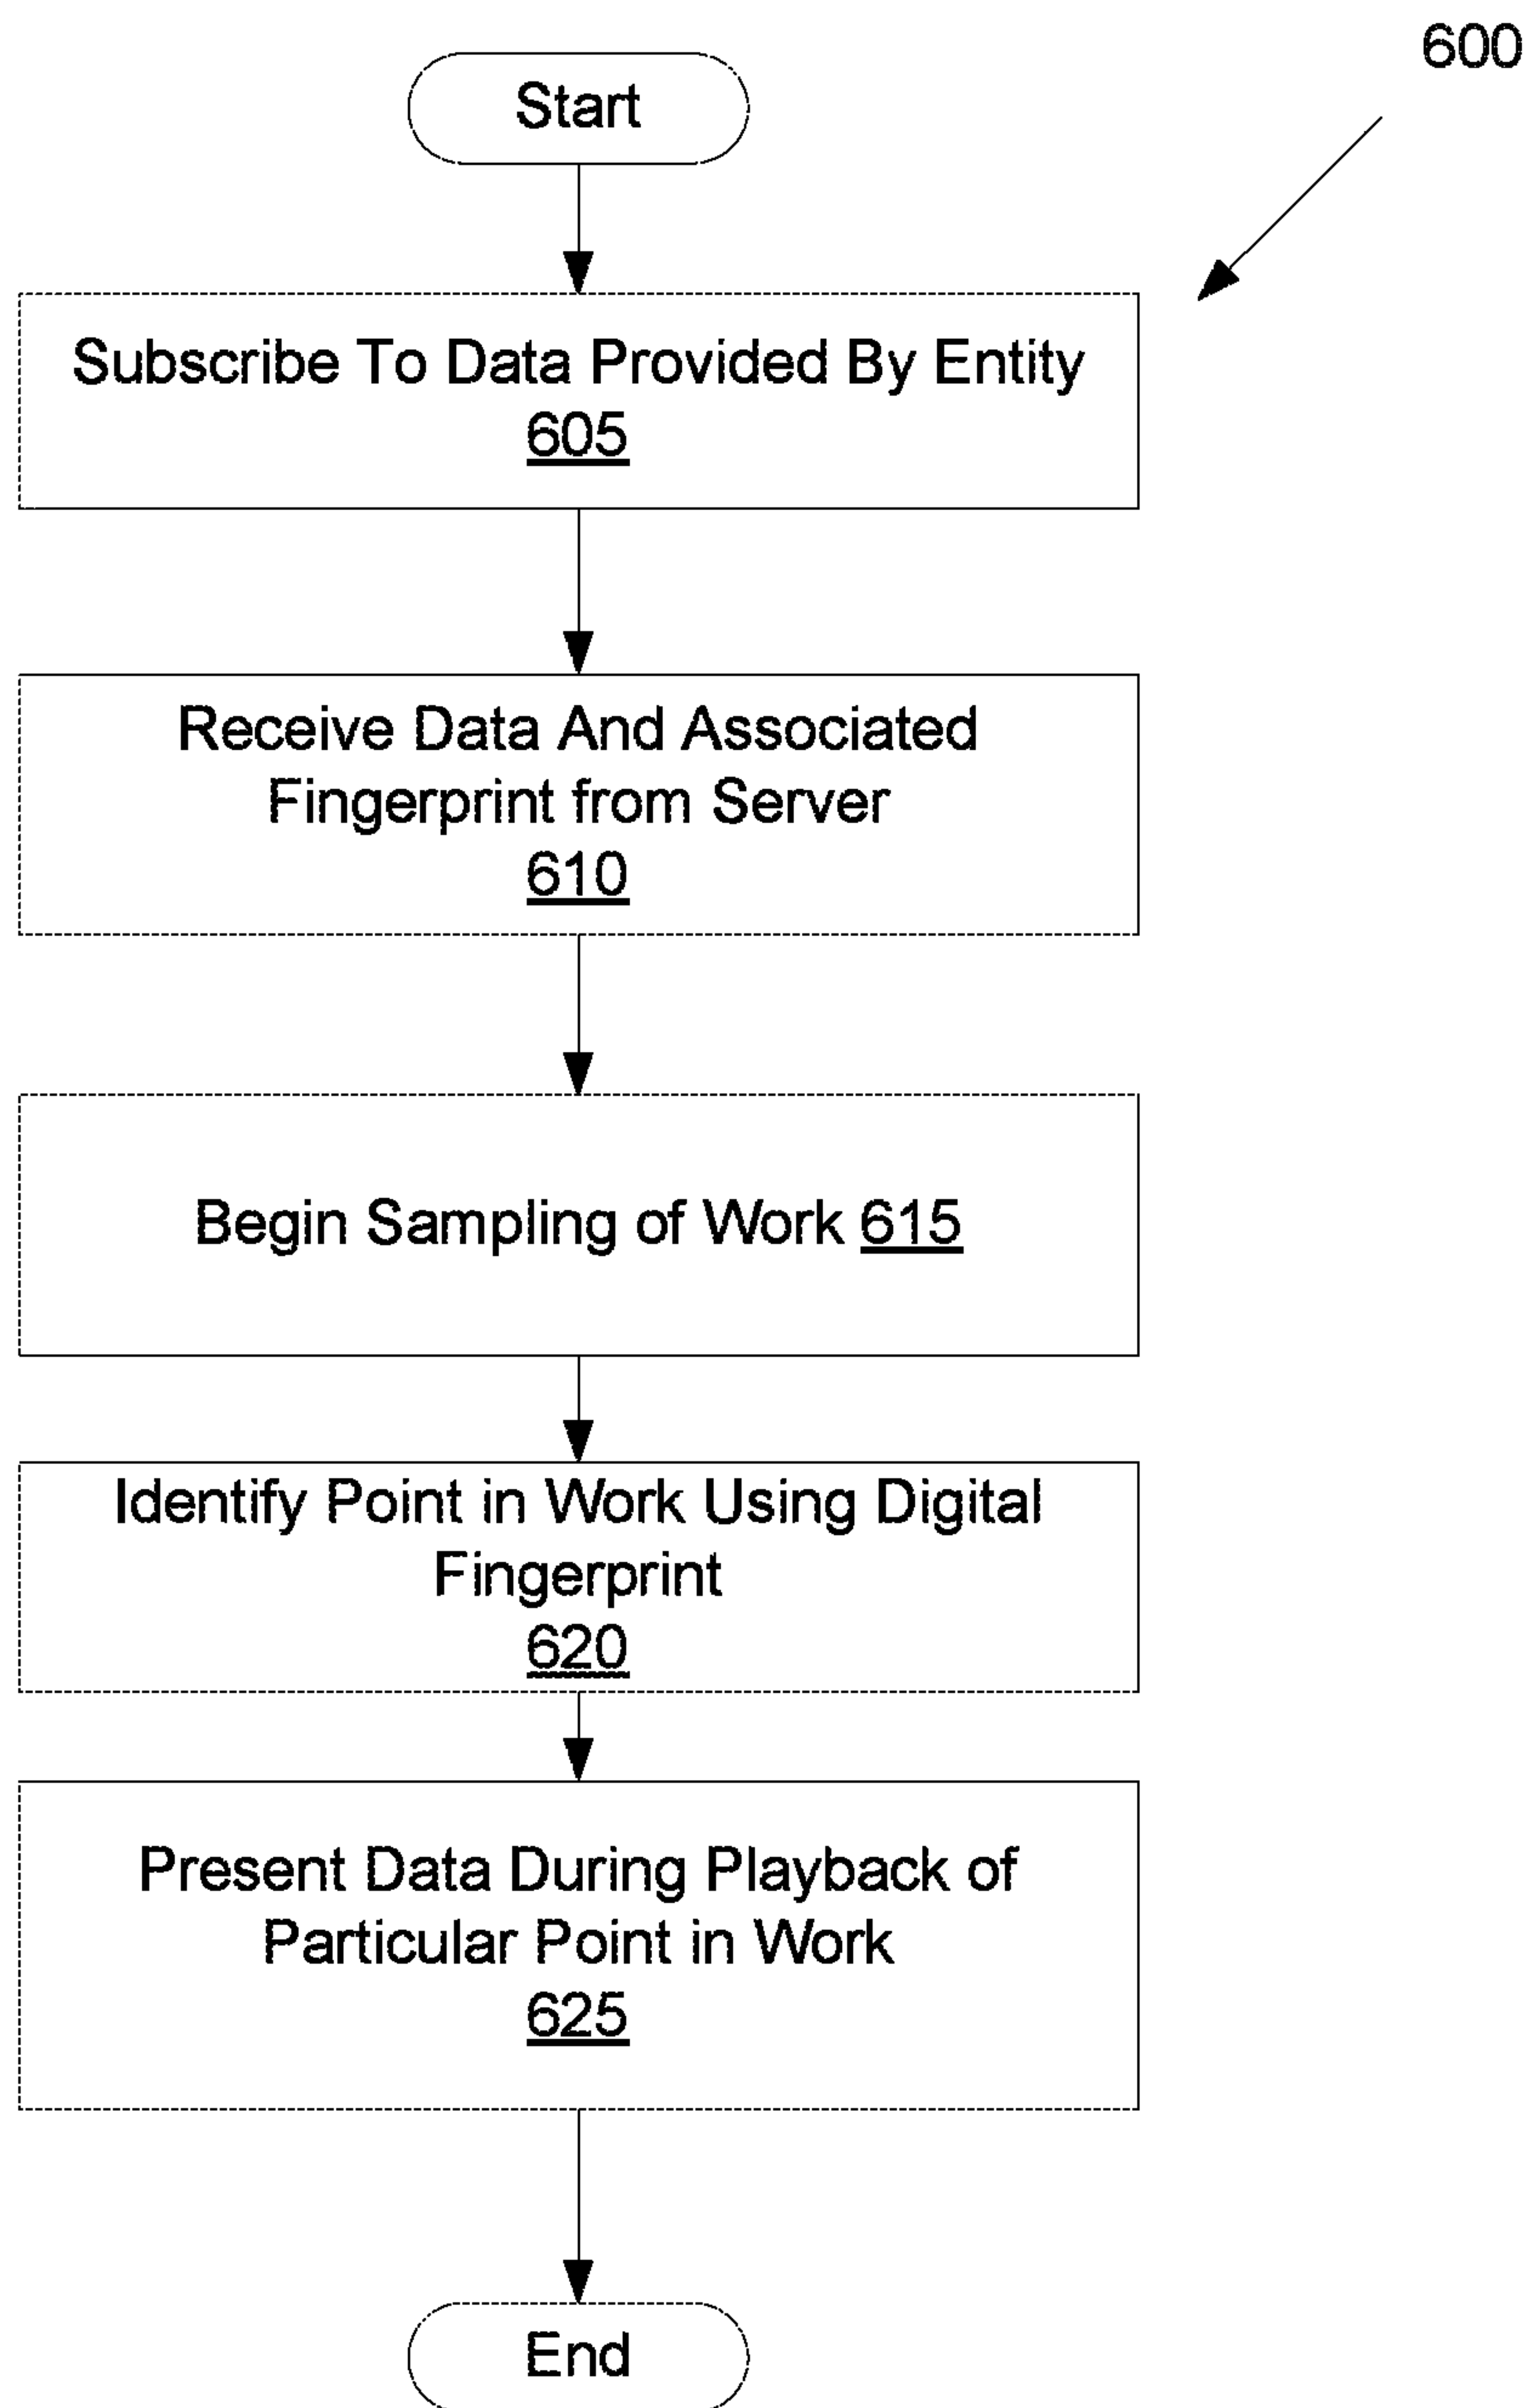 600
Start
Subscribe To Data Provided By Entity
605
Receive Data And Associated
Fingerprint from Server
610
Begin Sampling of Work 615
Identify Point in Work Using Digital
Fingerprint
620
Present Data During Playback of
Particular Point in Work
625
End